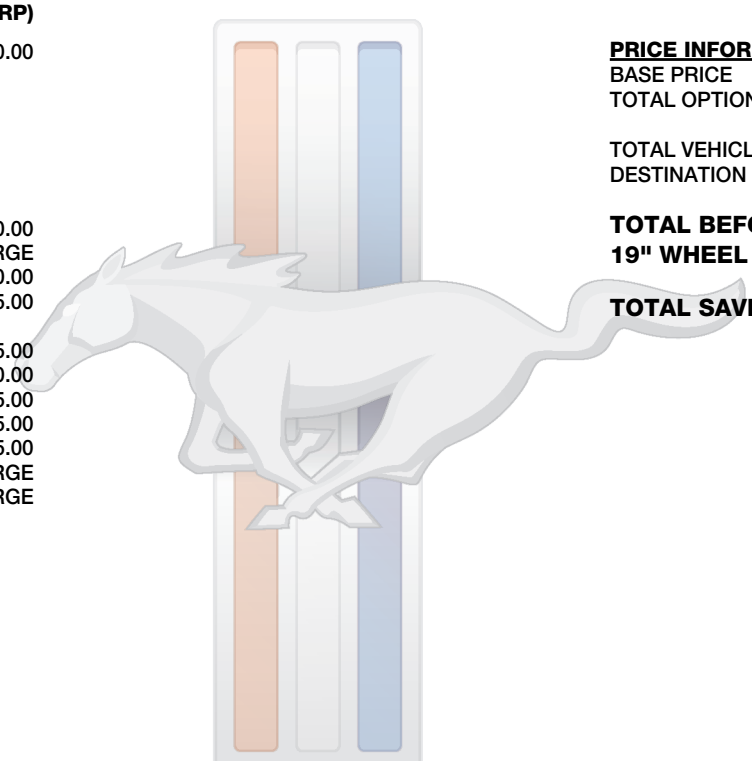 RP)
0.00
0.00
RGE
0.00
5.00
5.00
0.00
5.00
5.00
5.00
RGE
RGE
PRICE INFOR
BASE PRICE
TOTAL OPTION
TOTAL VEHICL
DESTINATION
TOTAL BEFO
19" WHEEL
TOTAL SAVI